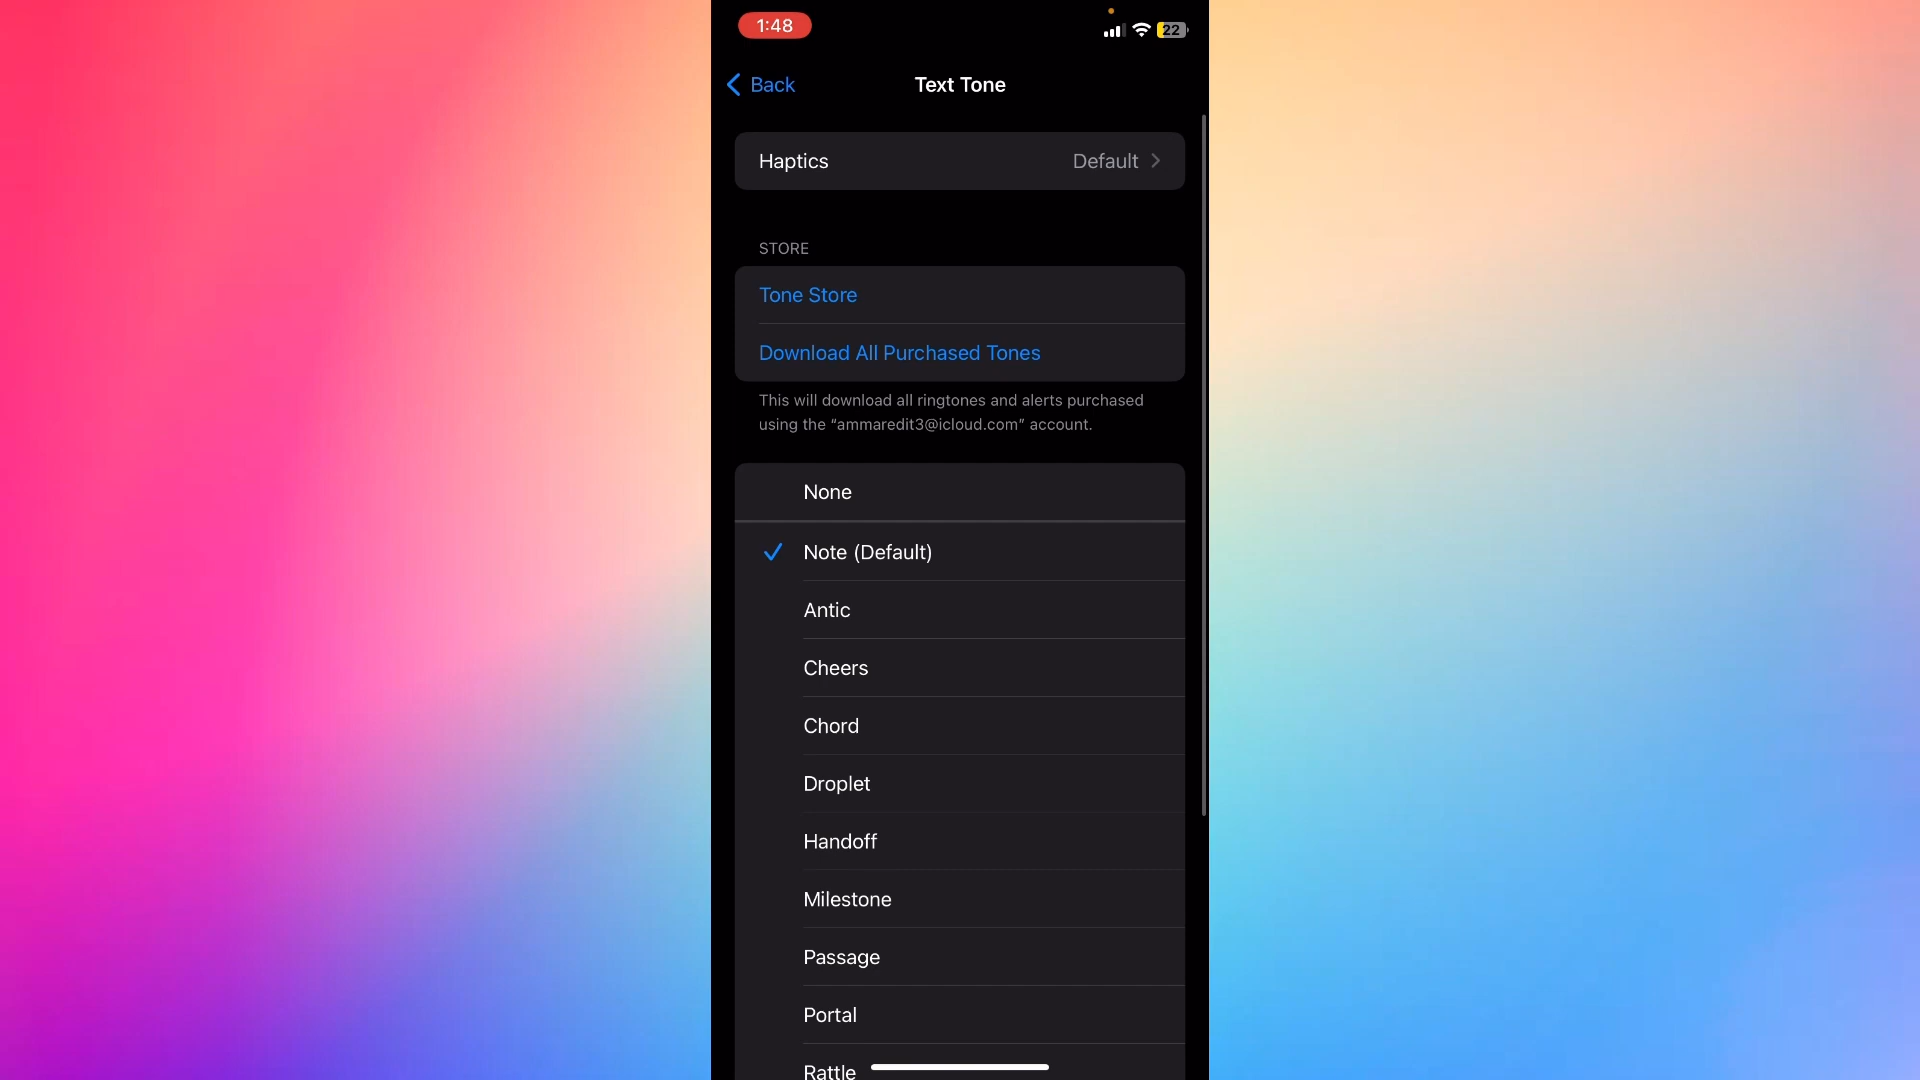 1:48
22
Back
Text Tone
Haptics
Default
STORE
Tone Store
Download All Purchased Tones
This will download all ringtones and alerts purchased
using the “ammaredit3@icloud.com” account.
None
Note (Default)
Antic
Cheers
Chord
Droplet
Handoff
Milestone
Passage
Portal
Rattle